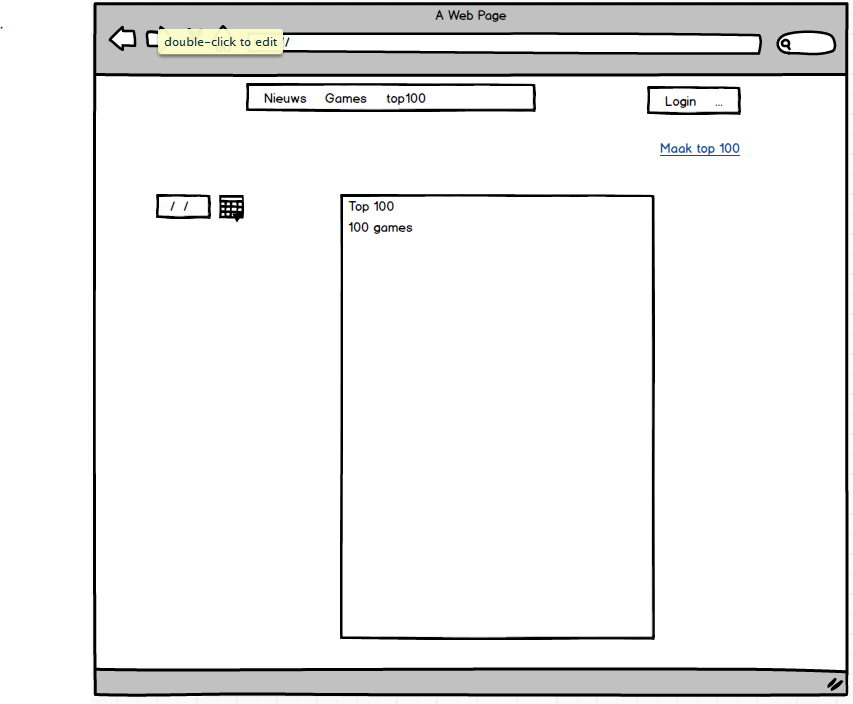 A Web Page
double-click to edit
//
Nieuws Games top100
Login ...
Maak top 100
/ /
Top 100
100 games